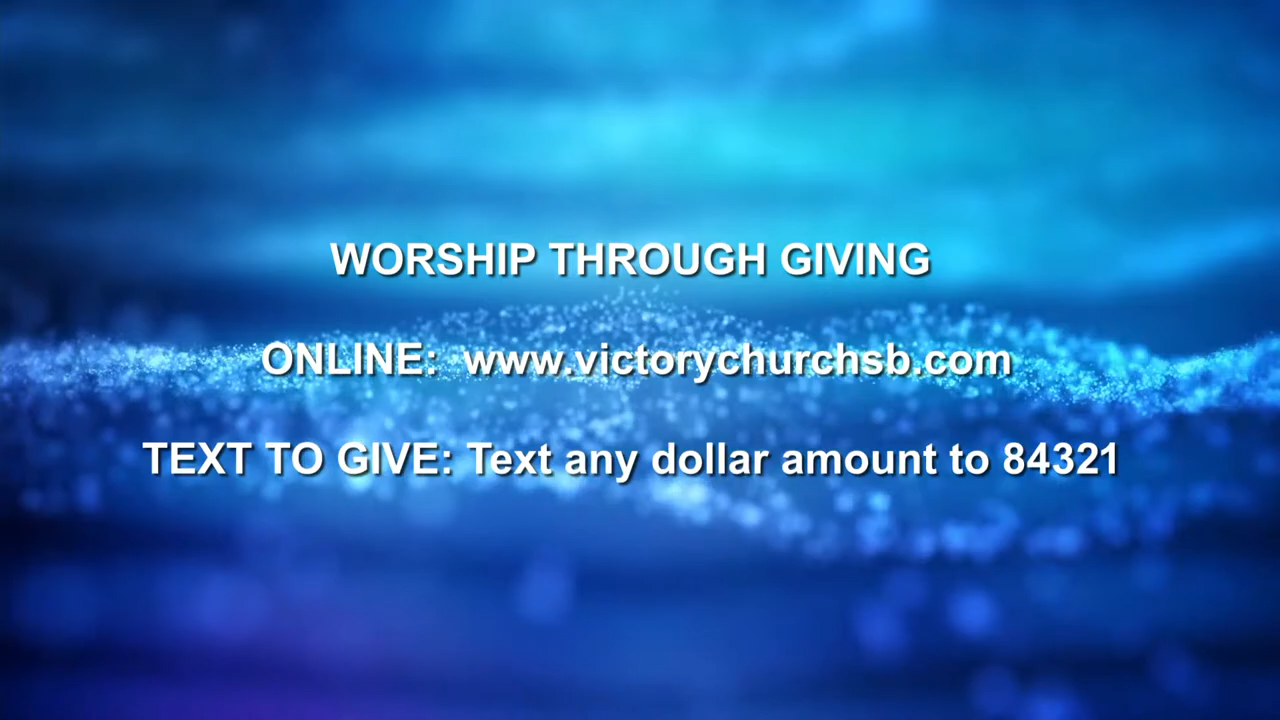 WORSHIP THROUGH GIVING
ONLINE: www.victorychurchsb.com
TEXT TO GIVE: Text any dollar amount to 84321